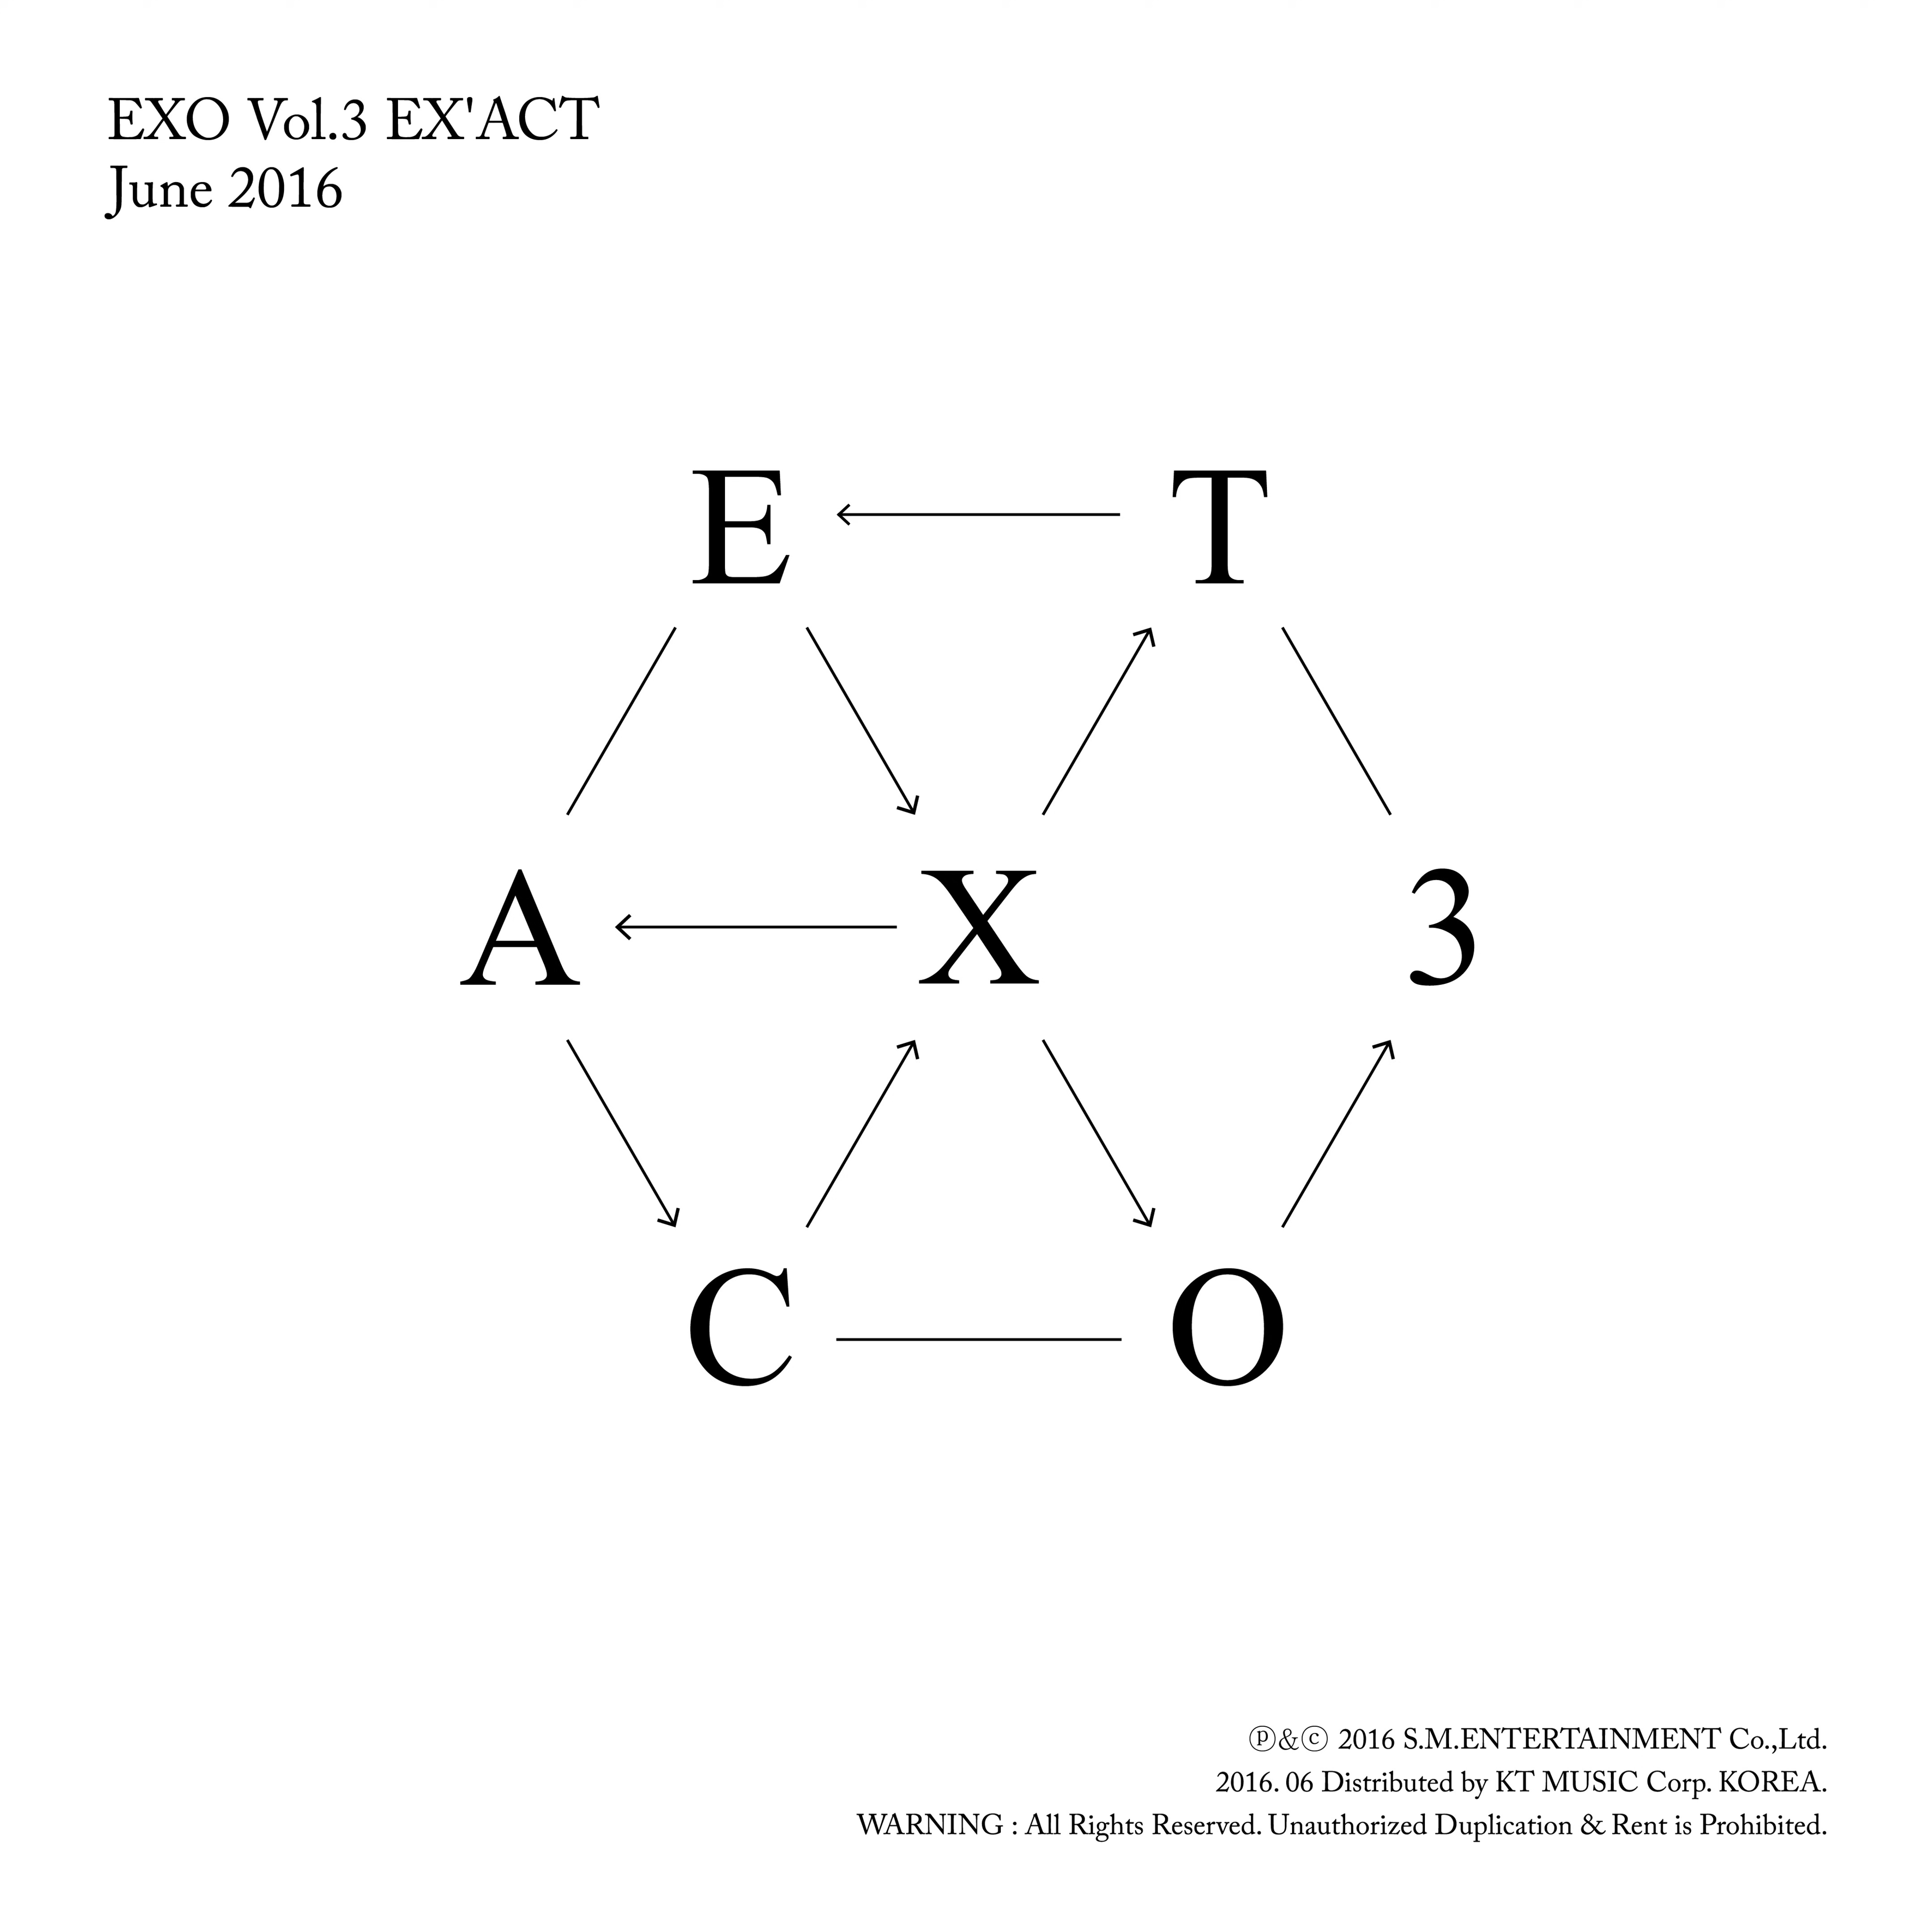 EXO Vol.3 EX'ACT
June 2016
E T
A X 3
C O
Ⓟ&ⓒ 2016 S.M.ENTERTAINMENT Co.,Ltd.
2016. 06 Distributed by KT MUSIC Corp. KOREA.
WARNING : All Rights Reserved. Unauthorized Duplication & Rent is Prohibited.